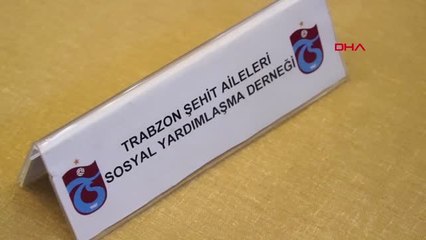 DHA
TRABZON ŞEHİT AİLELERİ
SOSYAL YARDIMLAŞMA DERNEĞİ